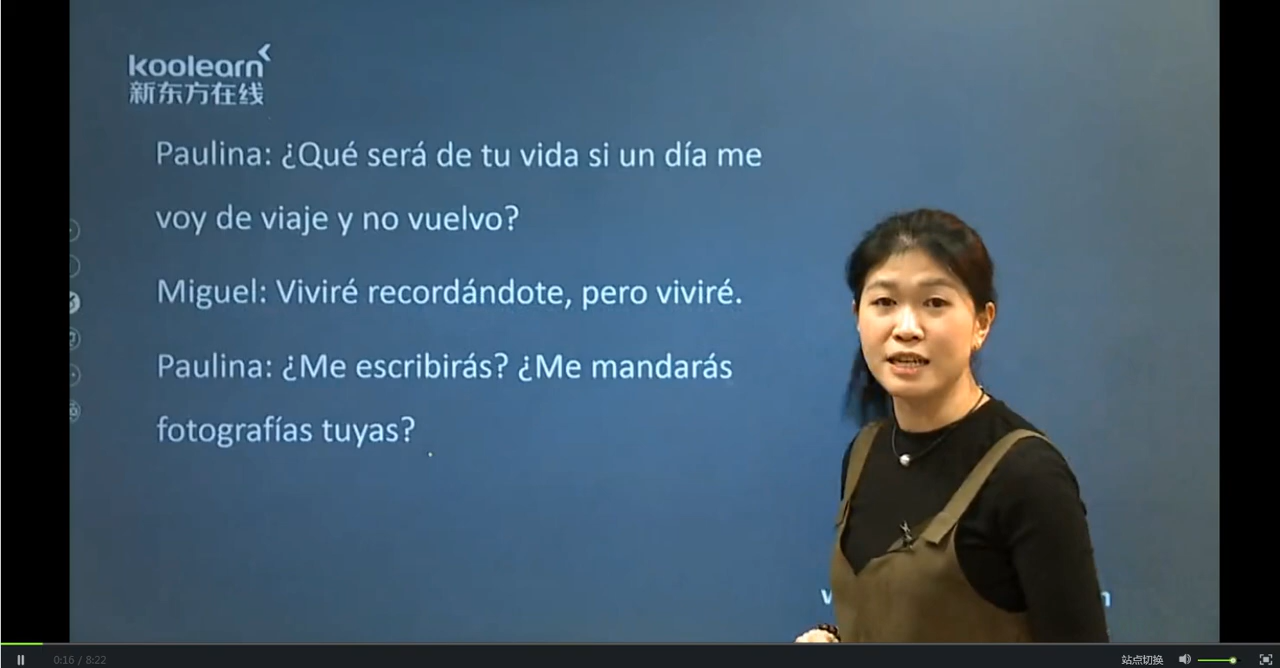 koolearn
新东方在线
Paulina: ¿Qué será de tu vida si un día me
voy de viaje y no vuelvo?
Miguel: Viviré recordándote, pero viviré.
Paulina: ¿Me escribirás? ¿Me mandarás
fotografías tuyas?
0:16 / 8:22
站点切换